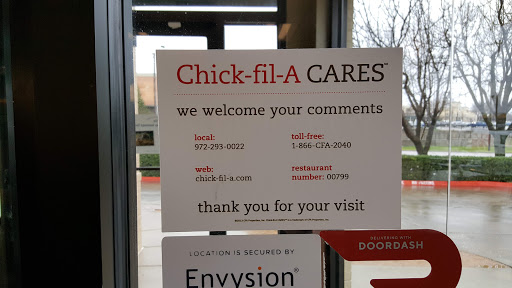 Chick-fil-A CARES™
we welcome your comments
local:
972-293-0022
toll-free:
1-866-CFA-2040
web:
chick-fil-a.com
restaurant
number: 00799
thank you for your visit
LOCATION IS SECURED BY
Envysion®
DELIVERING WITH
DOORDASH